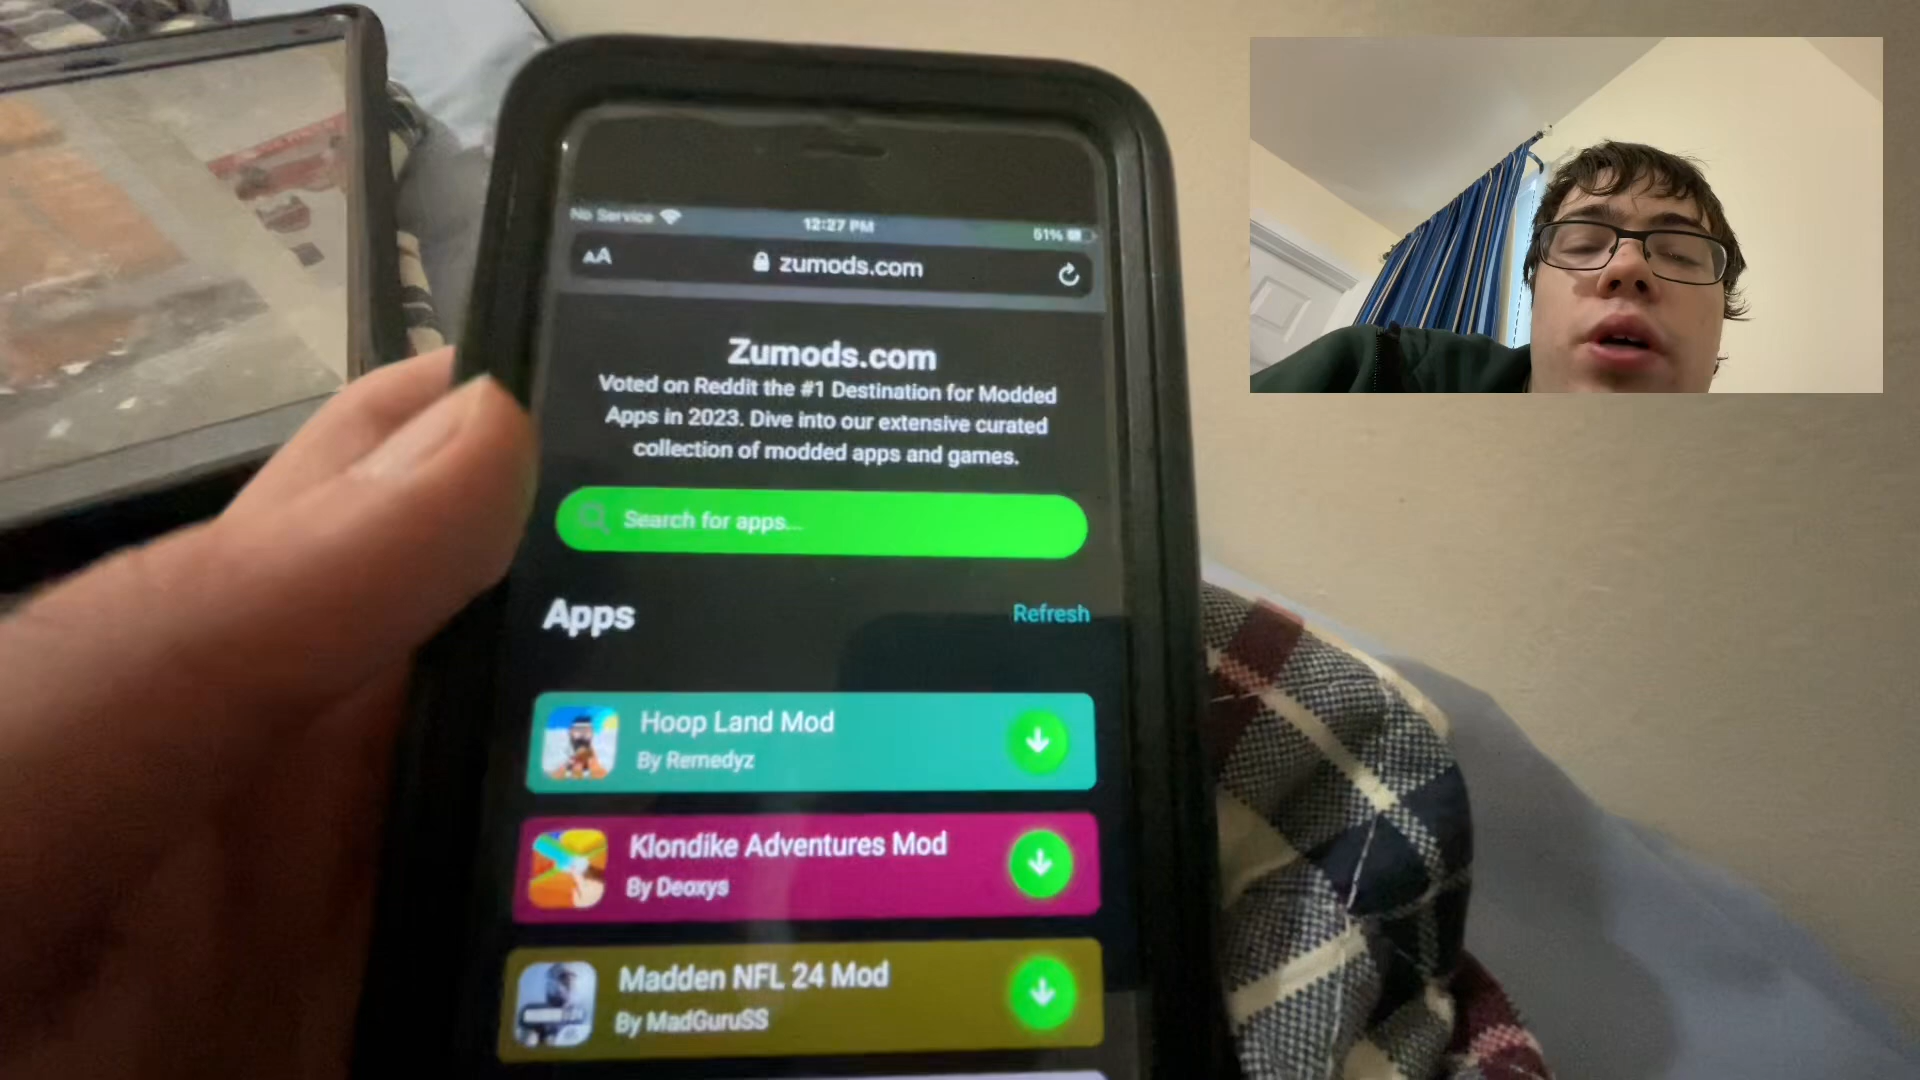 No Service 12:27 PM 51%
AA zumods.com
Zumods.com
Voted on Reddit the #1 Destination for Modded
Apps in 2023. Dive into our extensive curated
collection of modded apps and games.
Search for apps...
Apps Refresh
Hoop Land Mod
By Remedyz
Klondike Adventures Mod
By Deoxys
Madden NFL 24 Mod
By MadGuruSS